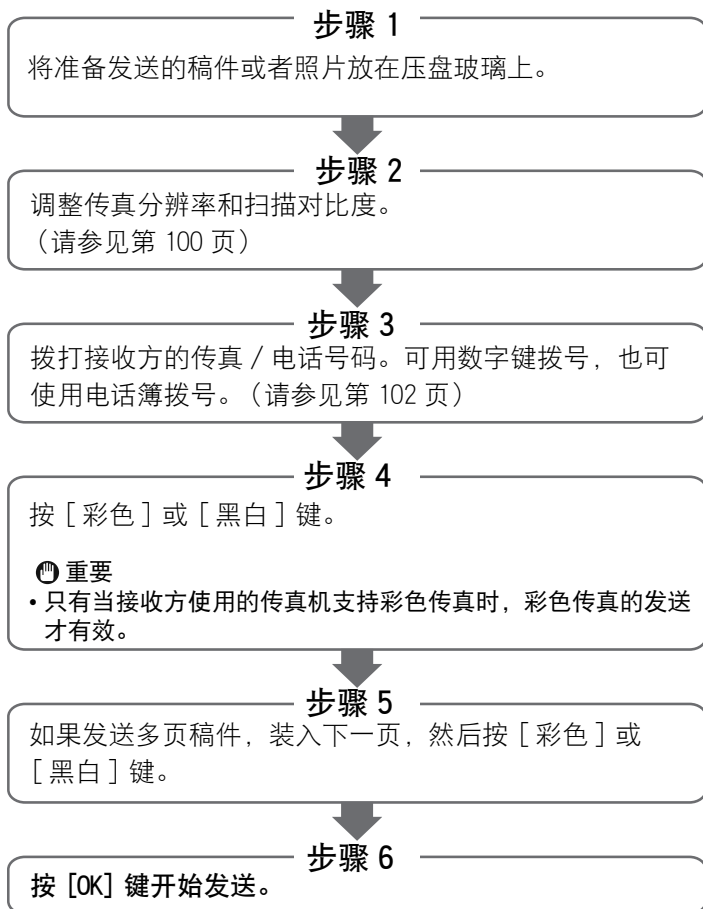 步骤 1
将准备发送的稿件或者照片放在压盘玻璃上。
步骤 2
调整传真分辨率和扫描对比度。
（请参见第 100 页）
步骤 3
拨打接收方的传真 / 电话号码。可用数字键拨号，也可
使用电话簿拨号。（请参见第 102 页）
步骤 4
按 [ 彩色 ] 或 [ 黑白 ] 键。
重要
• 只有当接收方使用的传真机支持彩色传真时，彩色传真的发送
才有效。
步骤 5
如果发送多页稿件，装入下一页，然后按 [ 彩色 ] 或
[ 黑白 ] 键。
步骤 6
按 [OK] 键开始发送。